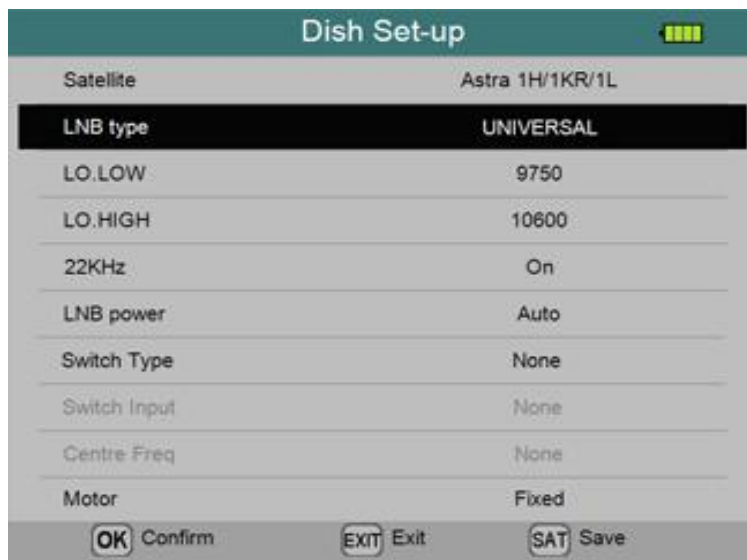 Dish Set-up
Satellite Astra 1H/1KR/1L
LNB type UNIVERSAL
LO.LOW 9750
LO.HIGH 10600
22KHz On
LNB power Auto
Switch Type None
Switch Input None
Centre Freq None
Motor Fixed
OK Confirm EXIT Exit SAT Save